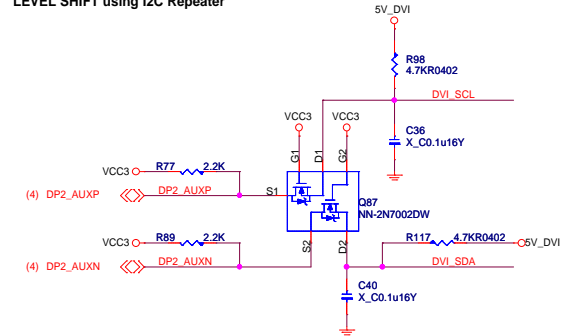 LEVEL SHIFT using I2C Repeater
5V_DVI
R98
4.7KR0402
DVI_SCL
VCC3
VCC3
C36
X_C0.1u16Y
G1
D1
G2
VCC3
R77
2.2K
(4) DP2_AUXP
DP2_AUXP
S1
Q87
NN-2N7002DW
S2
D2
VCC3
R89
2.2K
R117
4.7KR0402
5V_DVI
(4) DP2_AUXN
DP2_AUXN
DVI_SDA
C40
X_C0.1u16Y